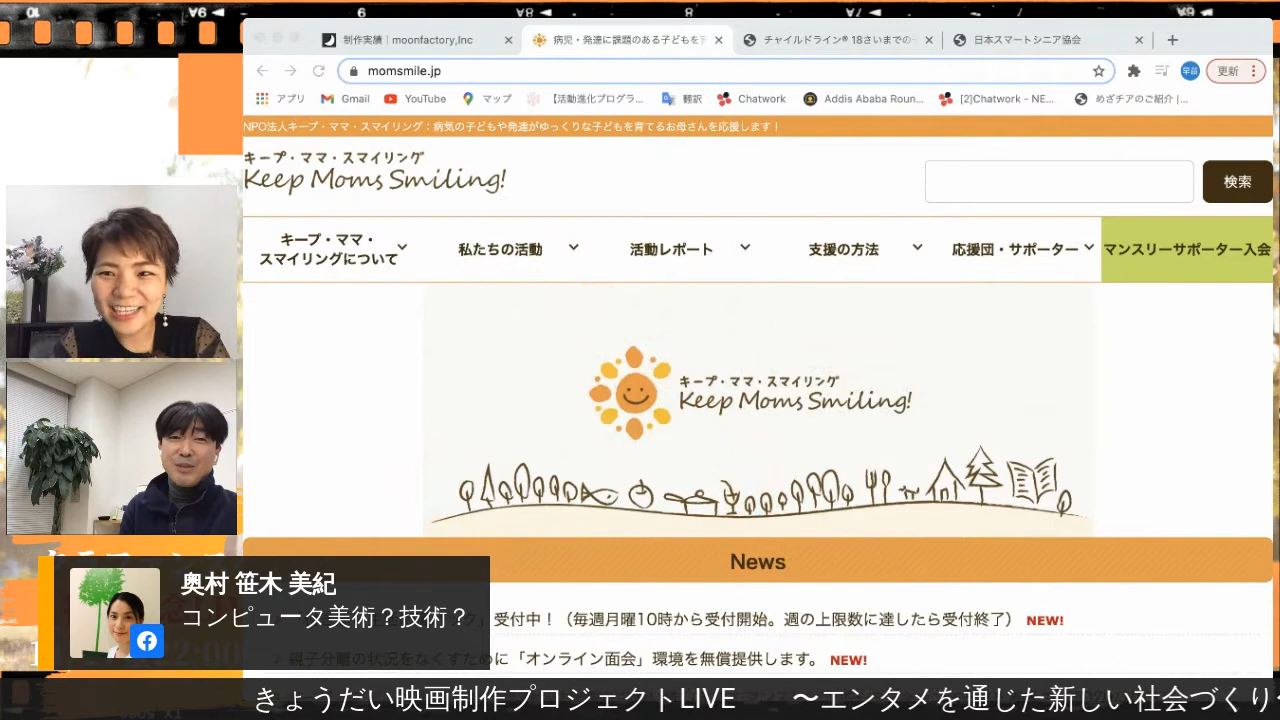 制作実績｜moonfactory,Inc
病児・発達に課題のある子どもを
チャイルドライン® 18さいまでの
日本スマートシニア協会
momsmile.jp
早苗
更新
アプリ
Gmail
YouTube
マップ
【活動進化プログラ...
翻訳
Chatwork
Addis Ababa Roun...
[2]Chatwork - NE...
めざチアのご紹介 |...
NPO法人キープ・ママ・スマイリング：病気の子どもや発達がゆっくりな子どもを育てるお母さんを応援します！
キープ・ママ・スマイリング
Keep Moms Smiling!
検索
キープ・ママ・
スマイリングについて
私たちの活動
活動レポート
支援の方法
応援団・サポーター
マンスリーサポーター入会
キープ・ママ・スマイリング
Keep Moms Smiling!
News
受付中！（毎週月曜10時から受付開始。週の上限数に達したら受付終了） NEW!
親子分離の状況をなくすために「オンライン面会」環境を無償提供します。 NEW!
奥村 笹木 美紀
コンピュータ美術？技術？
きょうだい映画制作プロジェクトLIVE 〜エンタメを通じた新しい社会づくり